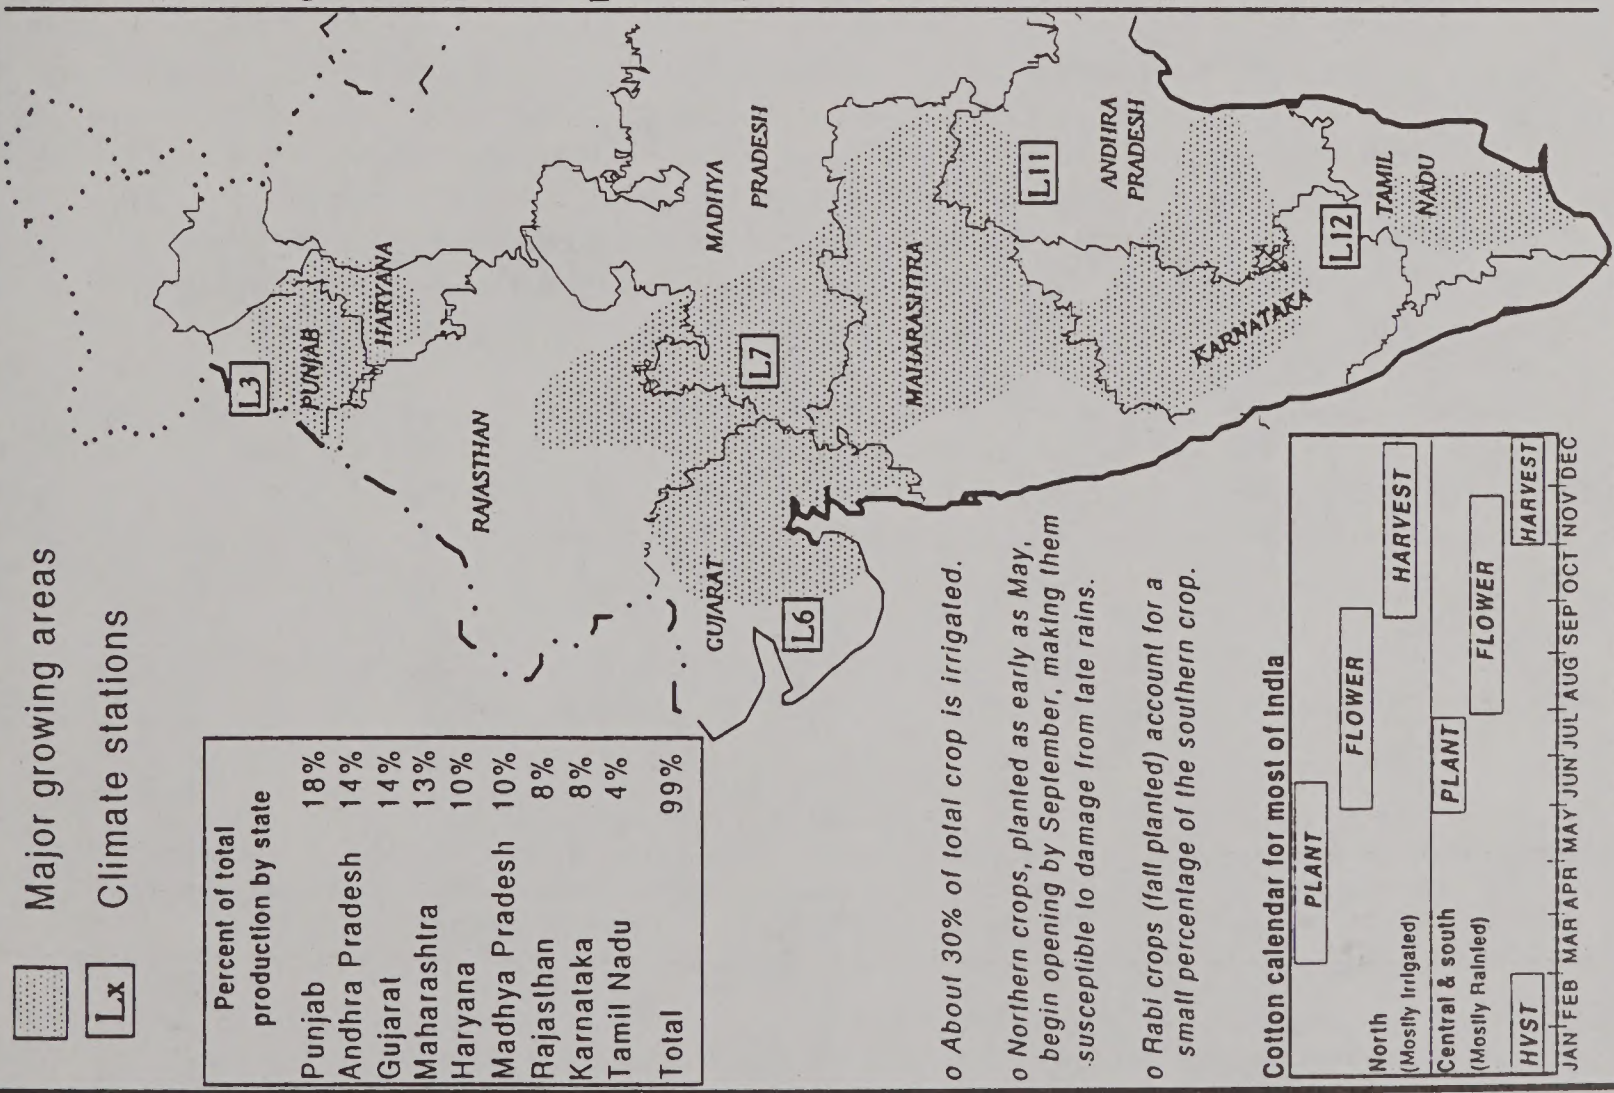 Major growing areas
Lx Climate stations
Percent of total
production by state
Punjab 18%
Andhra Pradesh 14%
Gujarat 14%
Maharashtra 13%
Haryana 10%
Madhya Pradesh 10%
Rajasthan 8%
Karnataka 8%
Tamil Nadu 4%
Total 99%
L3
PUNJAB
HARYANA
RAJASTHAN
MADHYA
PRADESH
L7
GUJARAT
L6
MAHARASHTRA
L11
ANDHRA
PRADESH
KARNATAKA
L12
TAMIL
NADU
o About 30% of total crop is irrigated.
o Northern crops, planted as early as May,
begin opening by September, making them
susceptible to damage from late rains.
o Rabi crops (fall planted) account for a
small percentage of the southern crop.
Cotton calendar for most of India
PLANT
FLOWER
North
(Mostly Irrigated)
HARVEST
Central & south
(Mostly Rainfed)
PLANT
FLOWER
HVST
HARVEST
JAN FEB MAR APR MAY JUN JUL AUG SEP OCT NOV DEC